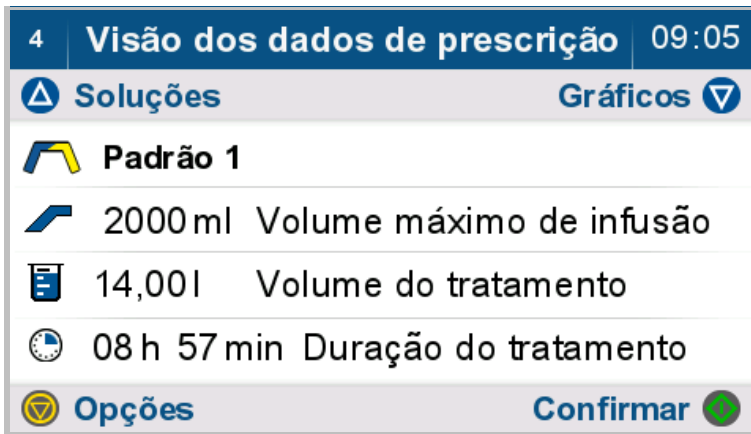 4 Visão dos dados de prescrição 09:05
Soluções Gráficos
Padrão 1
2000 ml Volume máximo de infusão
14,00 l Volume do tratamento
08 h 57 min Duração do tratamento
Opções Confirmar